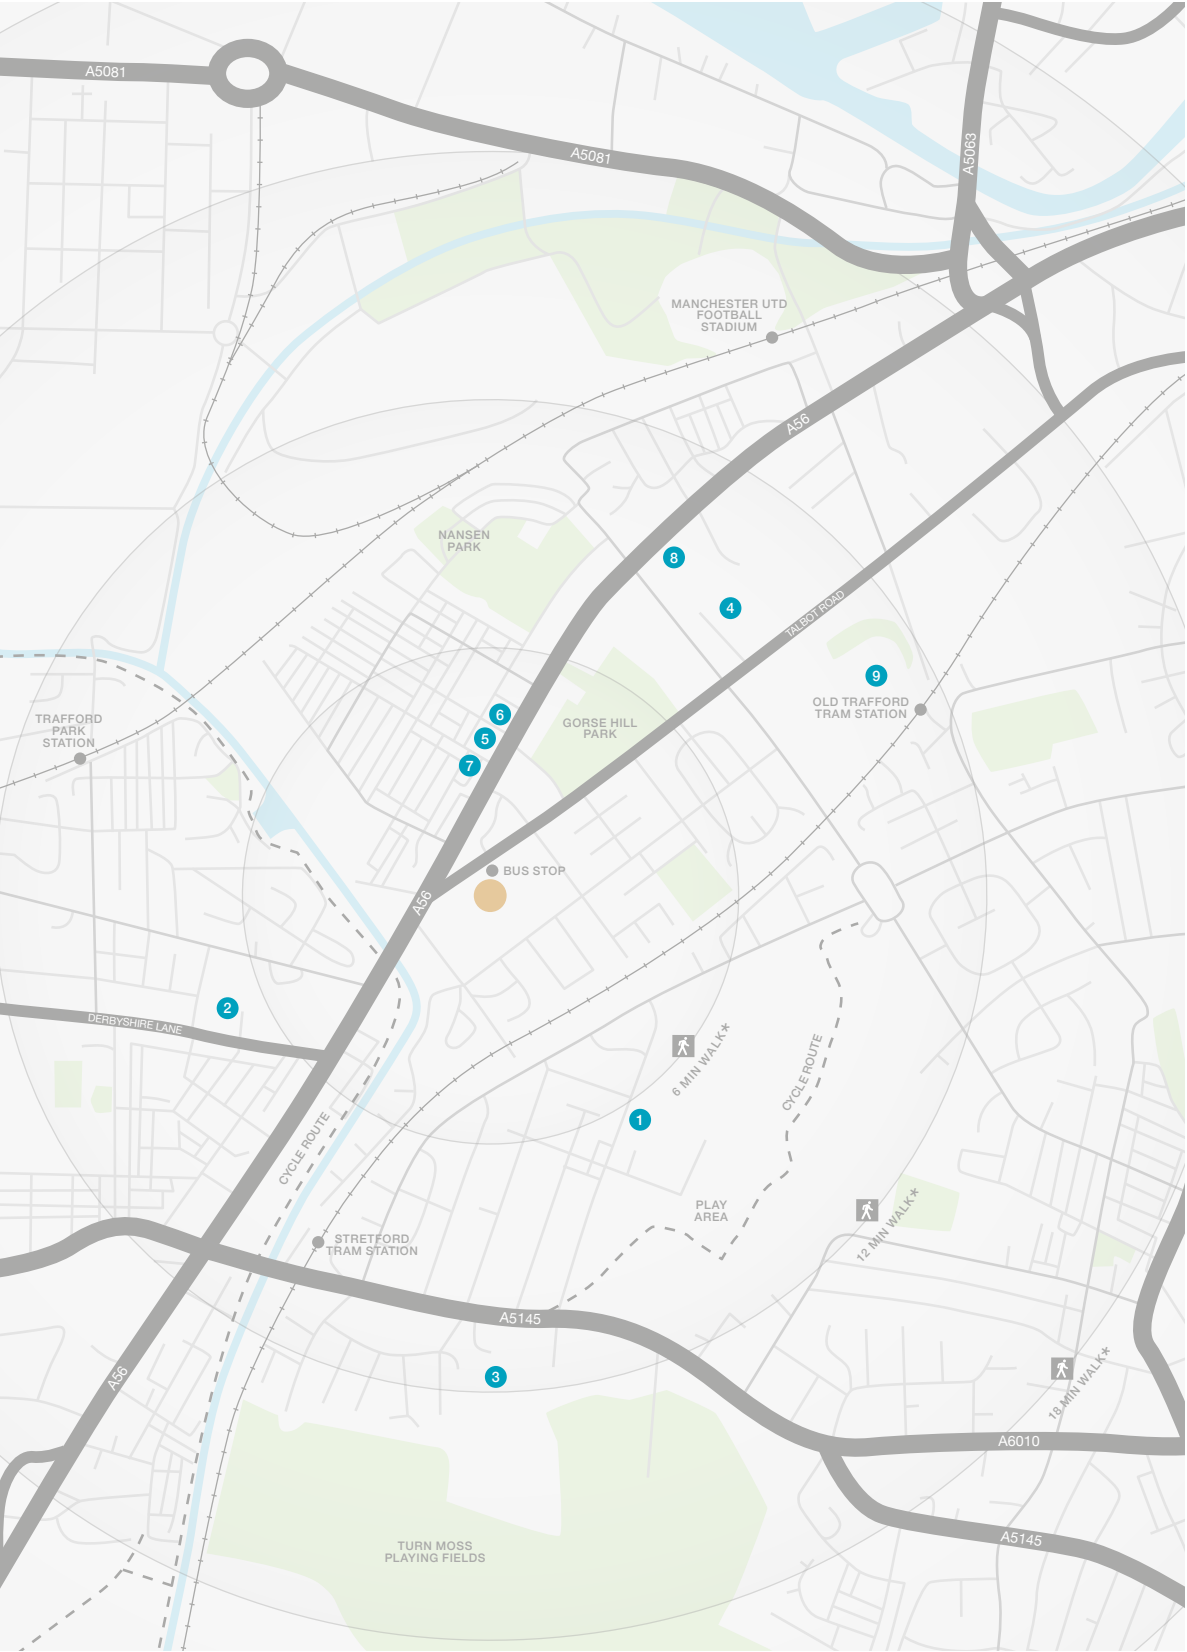 A5081
A5081
A5063
MANCHESTER UTD
FOOTBALL
STADIUM
A56
NANSEN
PARK
8
4
TALBOT ROAD
9
OLD TRAFFORD
TRAM STATION
6
5
7
GORSE HILL
PARK
TRAFFORD
PARK
STATION
BUS STOP
A56
2
DERBYSHIRE LANE
6 MIN WALK*
CYCLE ROUTE
1
CYCLE ROUTE
PLAY
AREA
12 MIN WALK*
STRETFORD
TRAM STATION
A5145
3
A56
18 MIN WALK*
A6010
A5145
TURN MOSS
PLAYING FIELDS